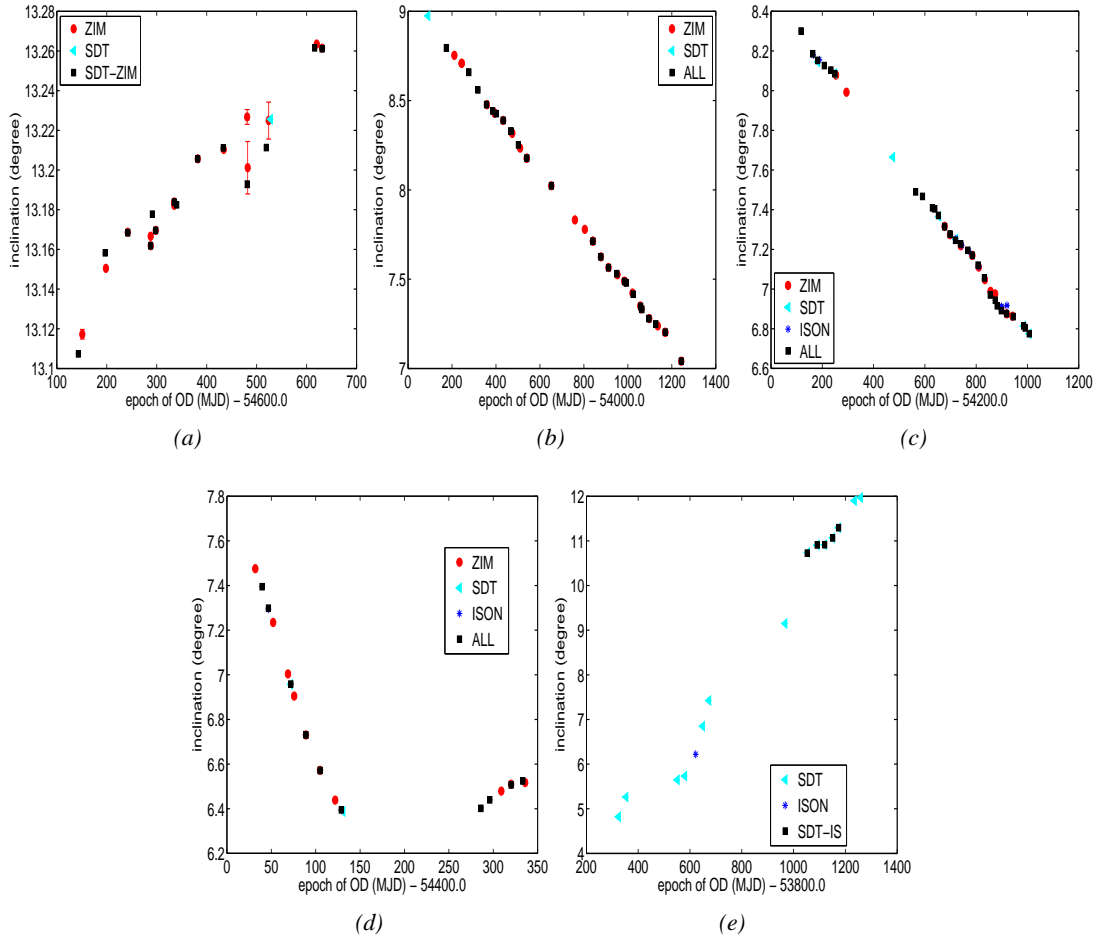 13.28
13.26
13.24
13.22
13.2
13.18
13.16
13.14
13.12
13.1
inclination (degree)
100 200 300 400 500 600 700
epoch of OD (MJD) − 54600.0
ZIM
SDT
SDT−ZIM
(a)
9
8.5
8
7.5
7
inclination (degree)
0 200 400 600 800 1000 1200 1400
epoch of OD (MJD) − 54000.0
ZIM
SDT
ALL
(b)
8.4
8.2
8
7.8
7.6
7.4
7.2
7
6.8
6.6
inclination (degree)
0 200 400 600 800 1000 1200
epoch of OD (MJD) − 54200.0
ZIM
SDT
ISON
ALL
(c)
7.8
7.6
7.4
7.2
7
6.8
6.6
6.4
6.2
inclination (degree)
0 50 100 150 200 250 300 350
epoch of OD (MJD) − 54400.0
ZIM
SDT
ISON
ALL
(d)
12
11
10
9
8
7
6
5
4
inclination (degree)
200 400 600 800 1000 1200 1400
epoch of OD (MJD) − 53800.0
SDT
ISON
SDT−IS
(e)